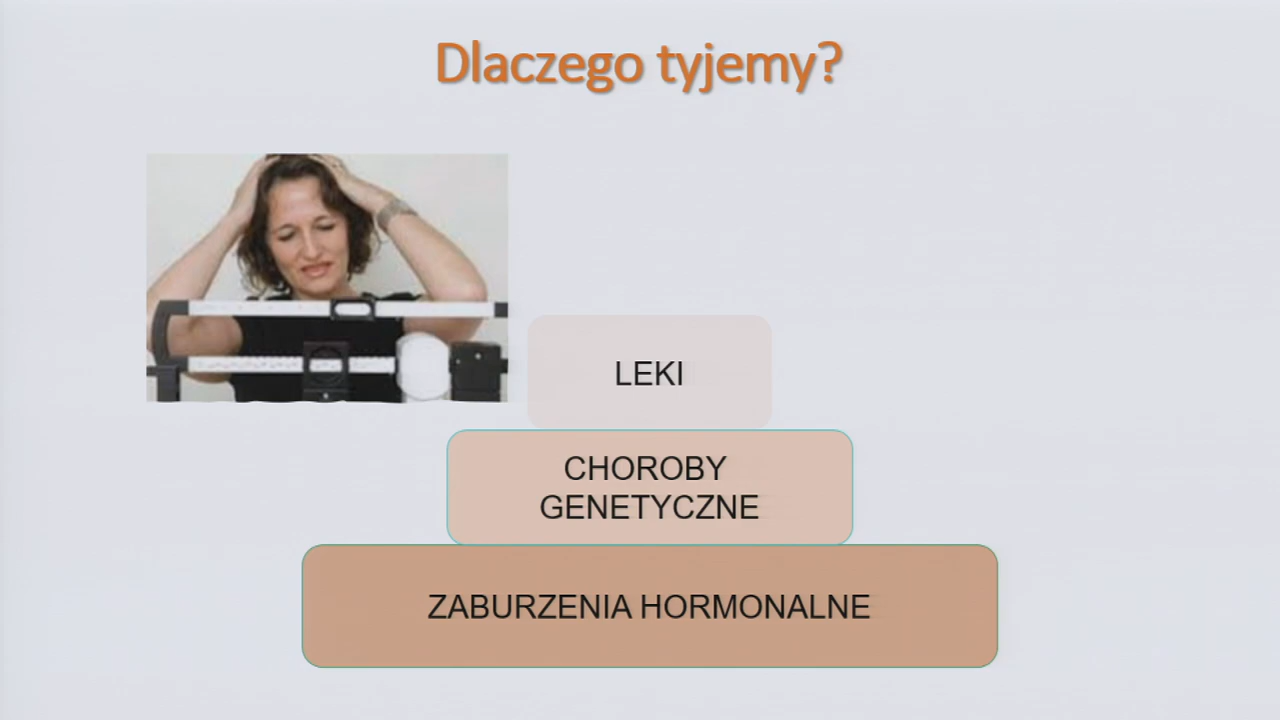 Dlaczego tyjemy?
LEKI
CHOROBY
GENETYCZNE
ZABURZENIA HORMONALNE